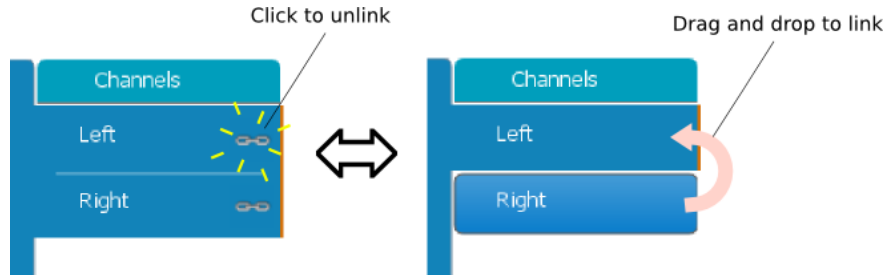 Click to unlink
Drag and drop to link
Channels
Left
Right
Channels
Left
Right